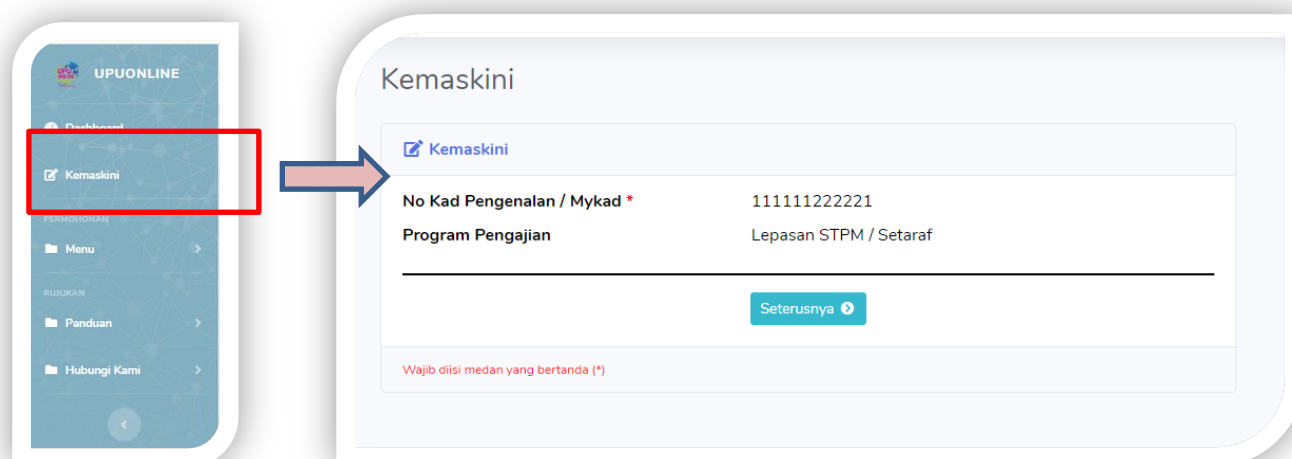 UPUONLINE
Dashboard
Kemaskini
PERMOHONAN
Menu
RUJUKAN
Panduan
Hubungi Kami
Kemaskini
Kemaskini
No Kad Pengenalan / Mykad * 111111222221
Program Pengajian Lepasan STPM / Setaraf
Seterusnya
Wajib diisi medan yang bertanda (*)